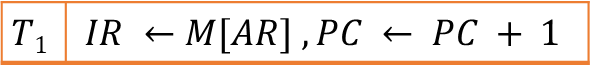 T₁ IR ← M[AR] , PC ← PC + 1